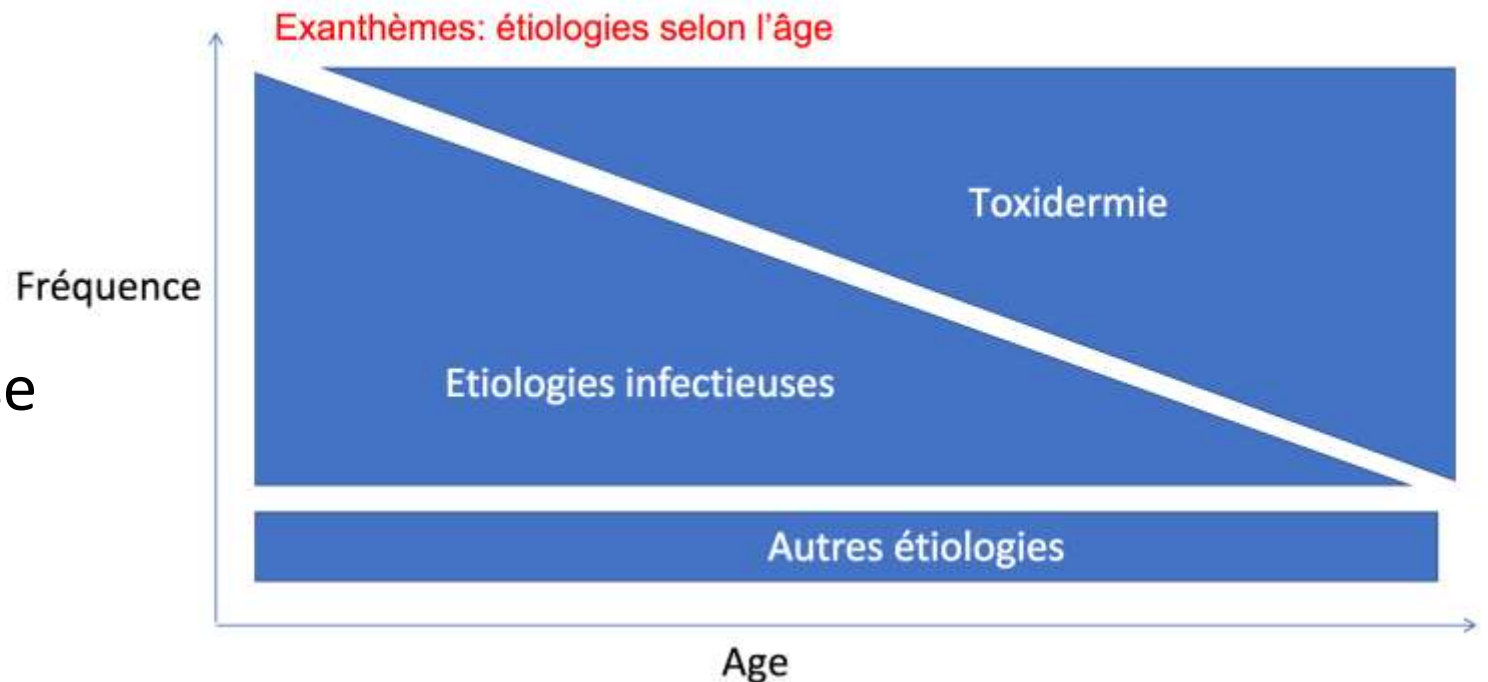 Exanthèmes: étiologies selon l’âge
Toxidermie
Fréquence
Etiologies infectieuses
e
Autres étiologies
Age